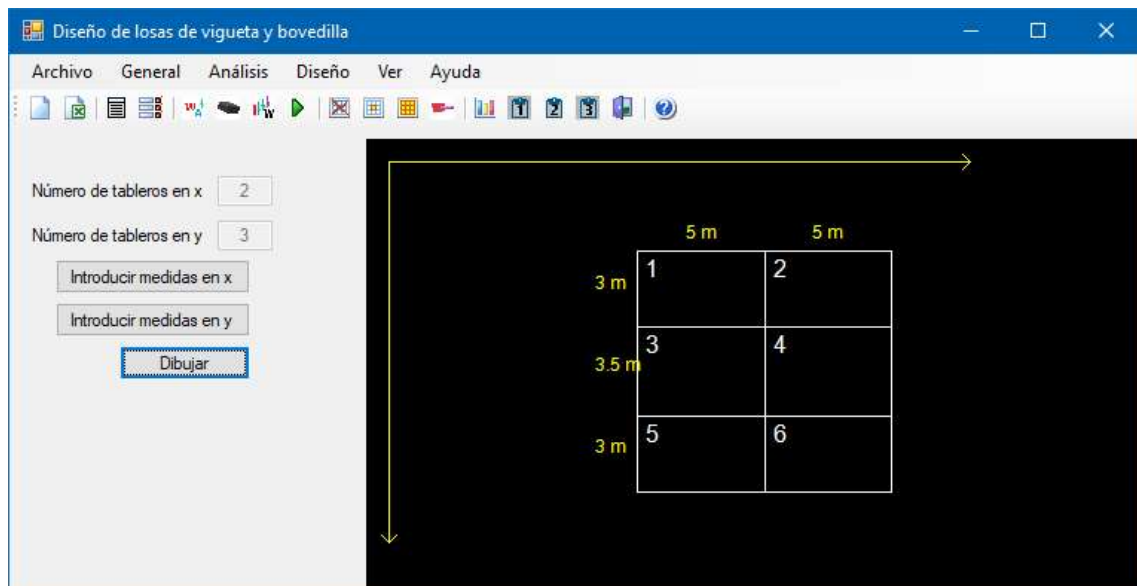 Diseño de losas de vigueta y bovedilla
Archivo General Análisis Diseño Ver Ayuda
Número de tableros en x 2
Número de tableros en y 3
Introducir medidas en x
Introducir medidas en y
Dibujar
5 m 5 m
3 m 1 2
3.5 m 3 4
3 m 5 6